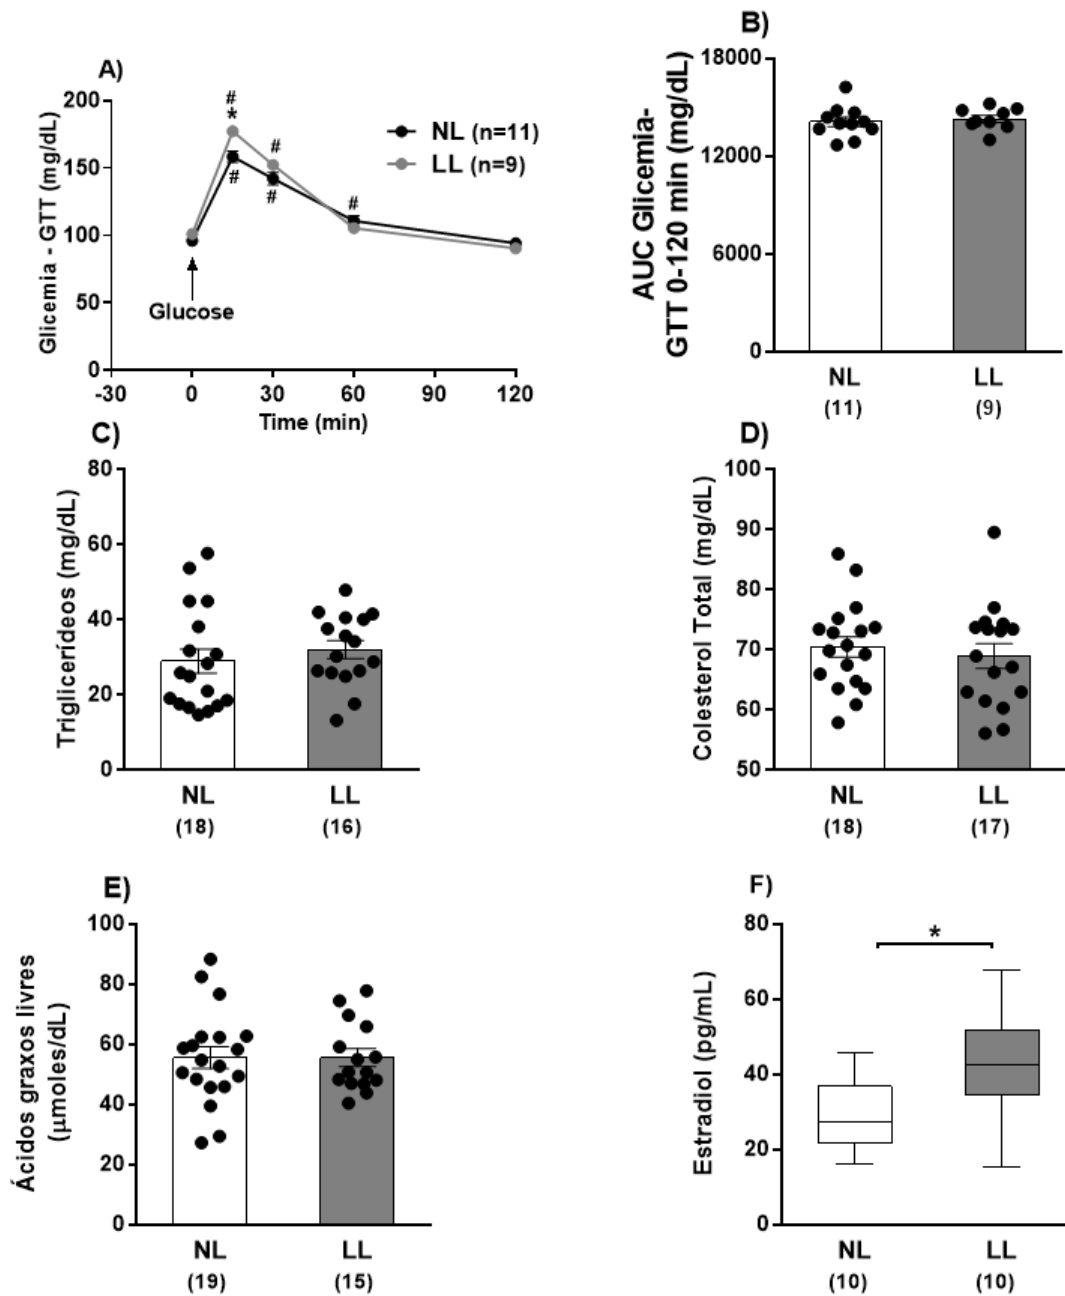 A)
Glicemia - GTT (mg/dL)
200
150
100
50
0
-30
0
30
60
90
120
Time (min)
Glucose
#
*
#
#
#
#
NL (n=11)
LL (n=9)
B)
AUC Glicemia-
GTT 0-120 min (mg/dL)
18000
12000
6000
0
NL
LL
(11)
(9)
C)
Triglicerídeos (mg/dL)
80
60
40
20
0
NL
LL
(18)
(16)
D)
Colesterol Total (mg/dL)
100
90
80
70
60
50
NL
LL
(18)
(17)
E)
Ácidos graxos livres
(µmoles/dL)
100
80
60
40
20
0
NL
LL
(19)
(15)
F)
Estradiol (pg/mL)
80
60
40
20
0
*
NL
LL
(10)
(10)